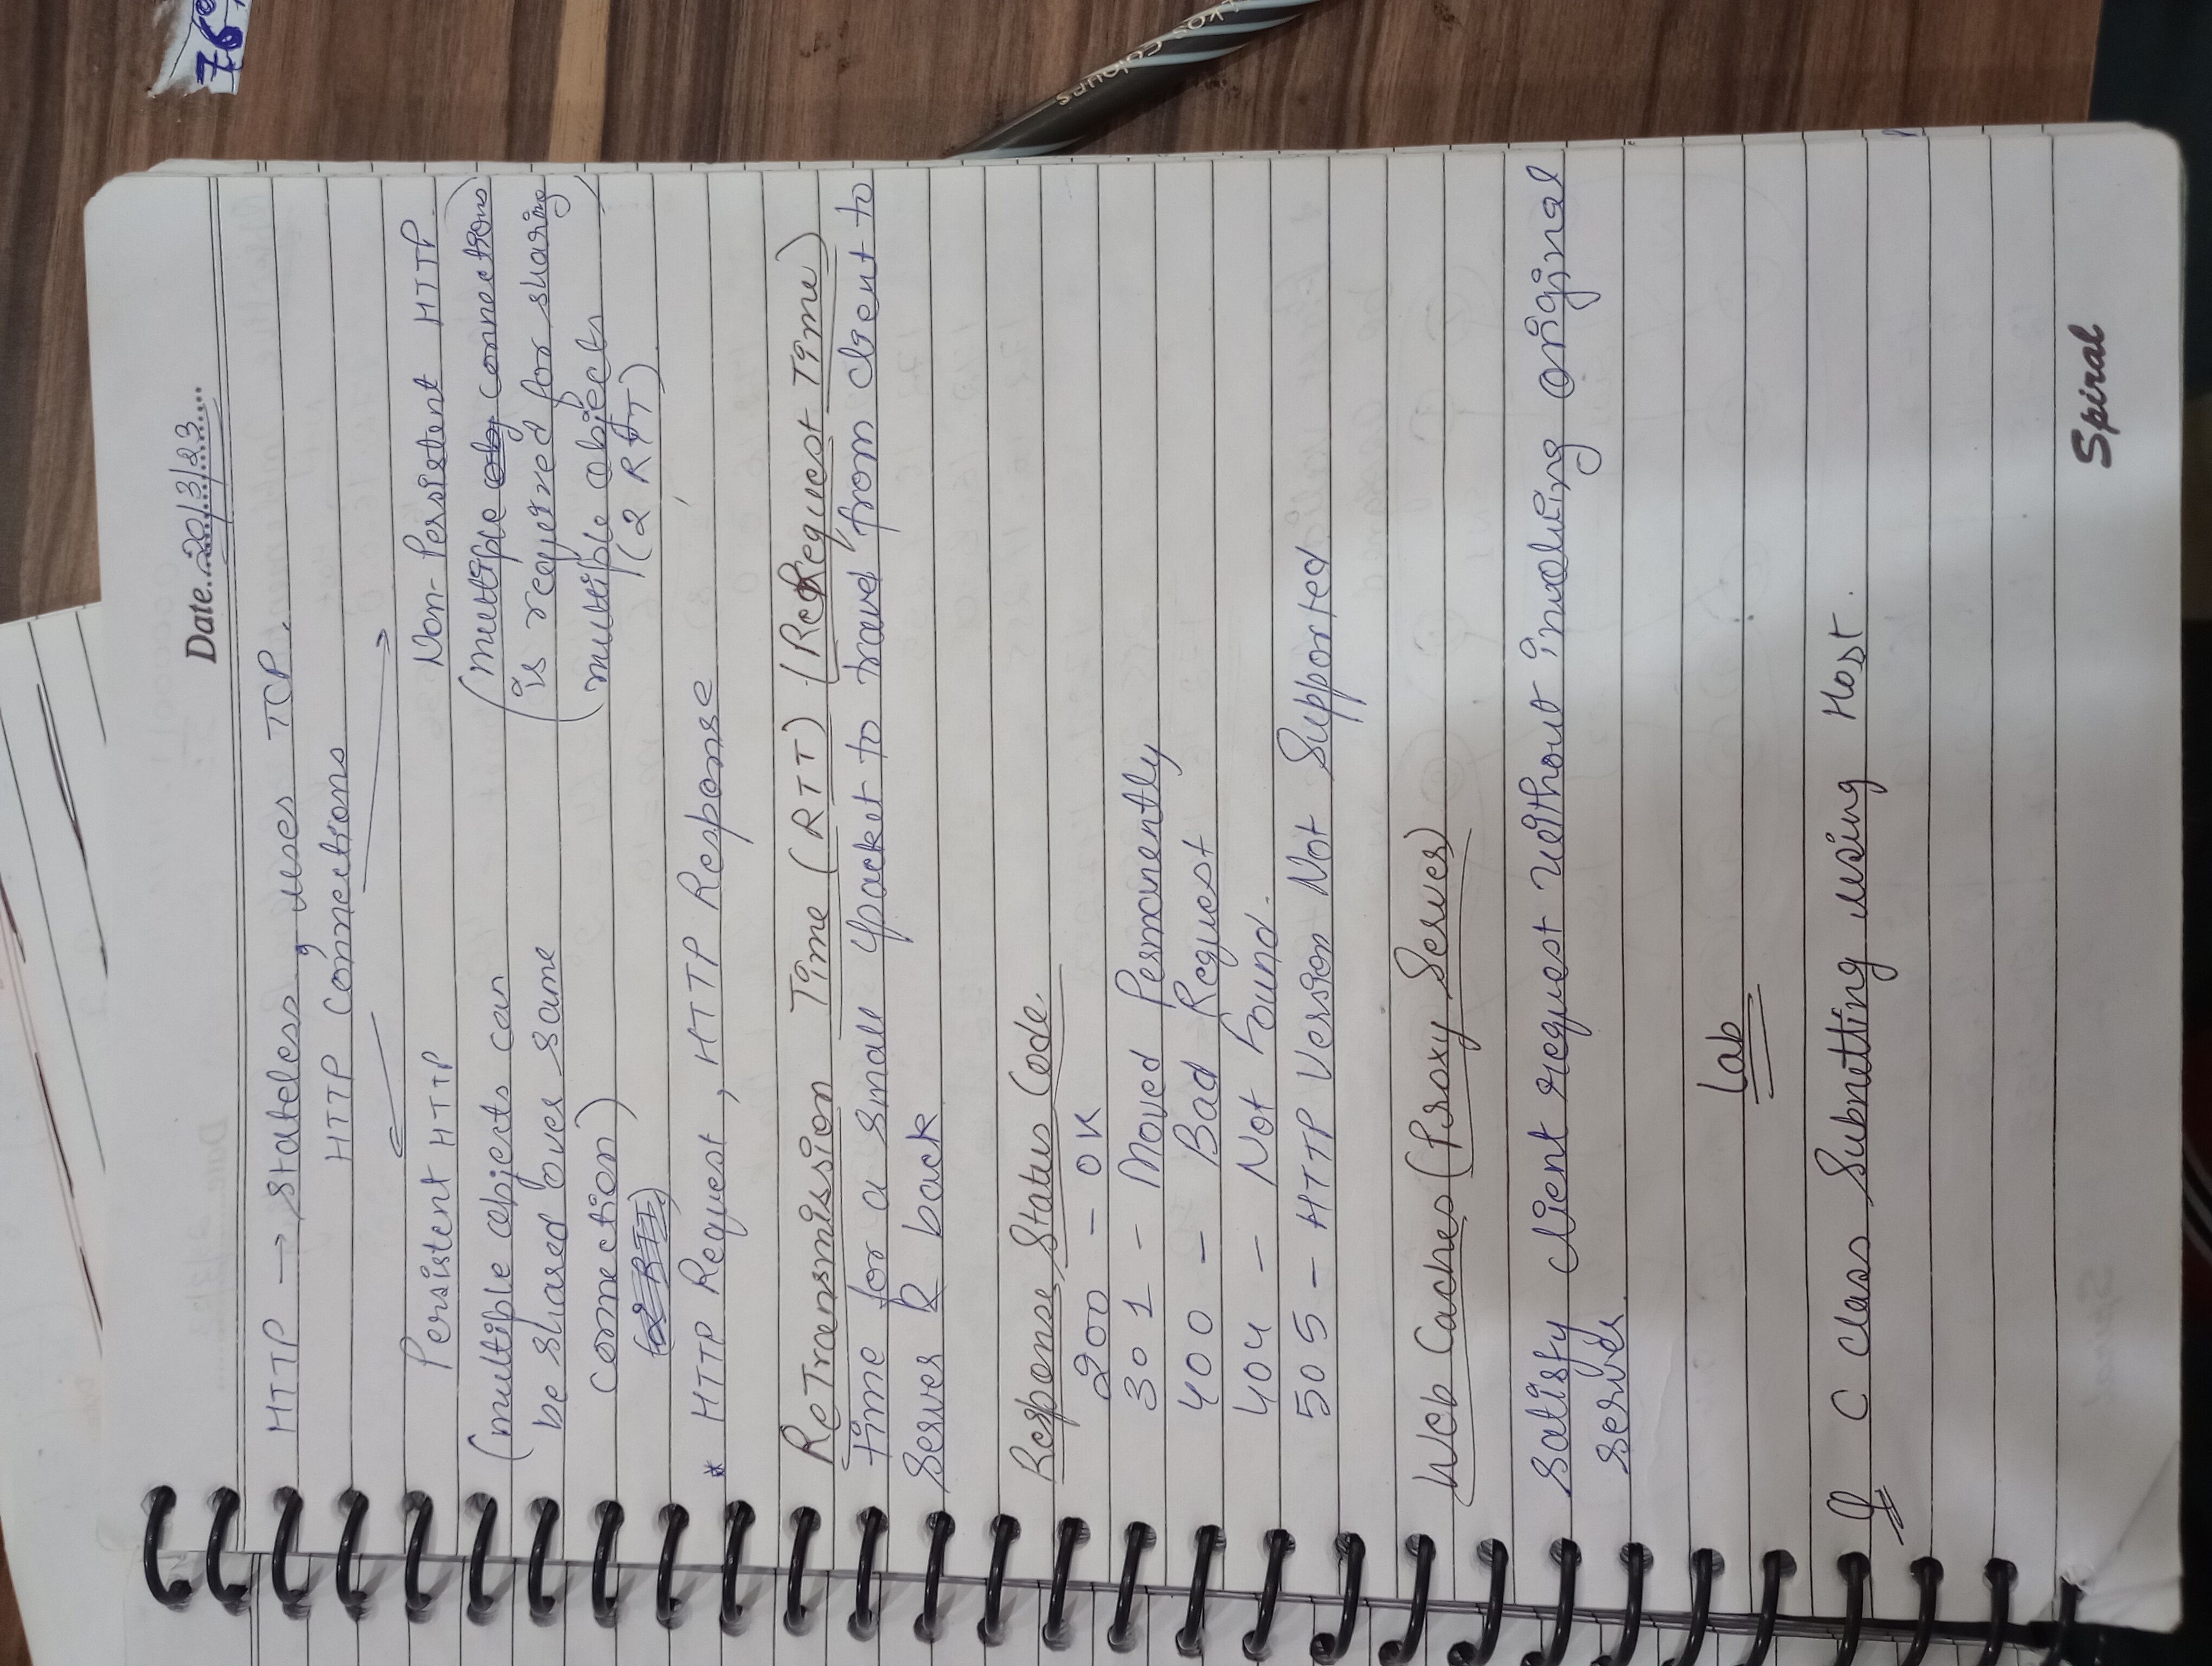 Date..20/3/23....
HTTP → Stateless, uses TCP.
HTTP Connections
Persistent HTTP    Non-Persistent HTTP
(multiple objects can    (multiple connections)
be shared over same    (is required for sharing
connection)    multiple objects)
(2 RTT)    (2 RTT)
* HTTP Request, HTTP Response
ReTransmission Time (RTT) (Request Time)
time for a small packet to travel from client to
Server & back
Response Status Code
200 - OK
301 - Moved Permanently
400 - Bad Request
404 - Not Found.
505 - HTTP Version Not Supported
Web Caches (Proxy Server)
Satisfy client request without involving original
server
Lab
C Class Subnetting using Host.
Spiral